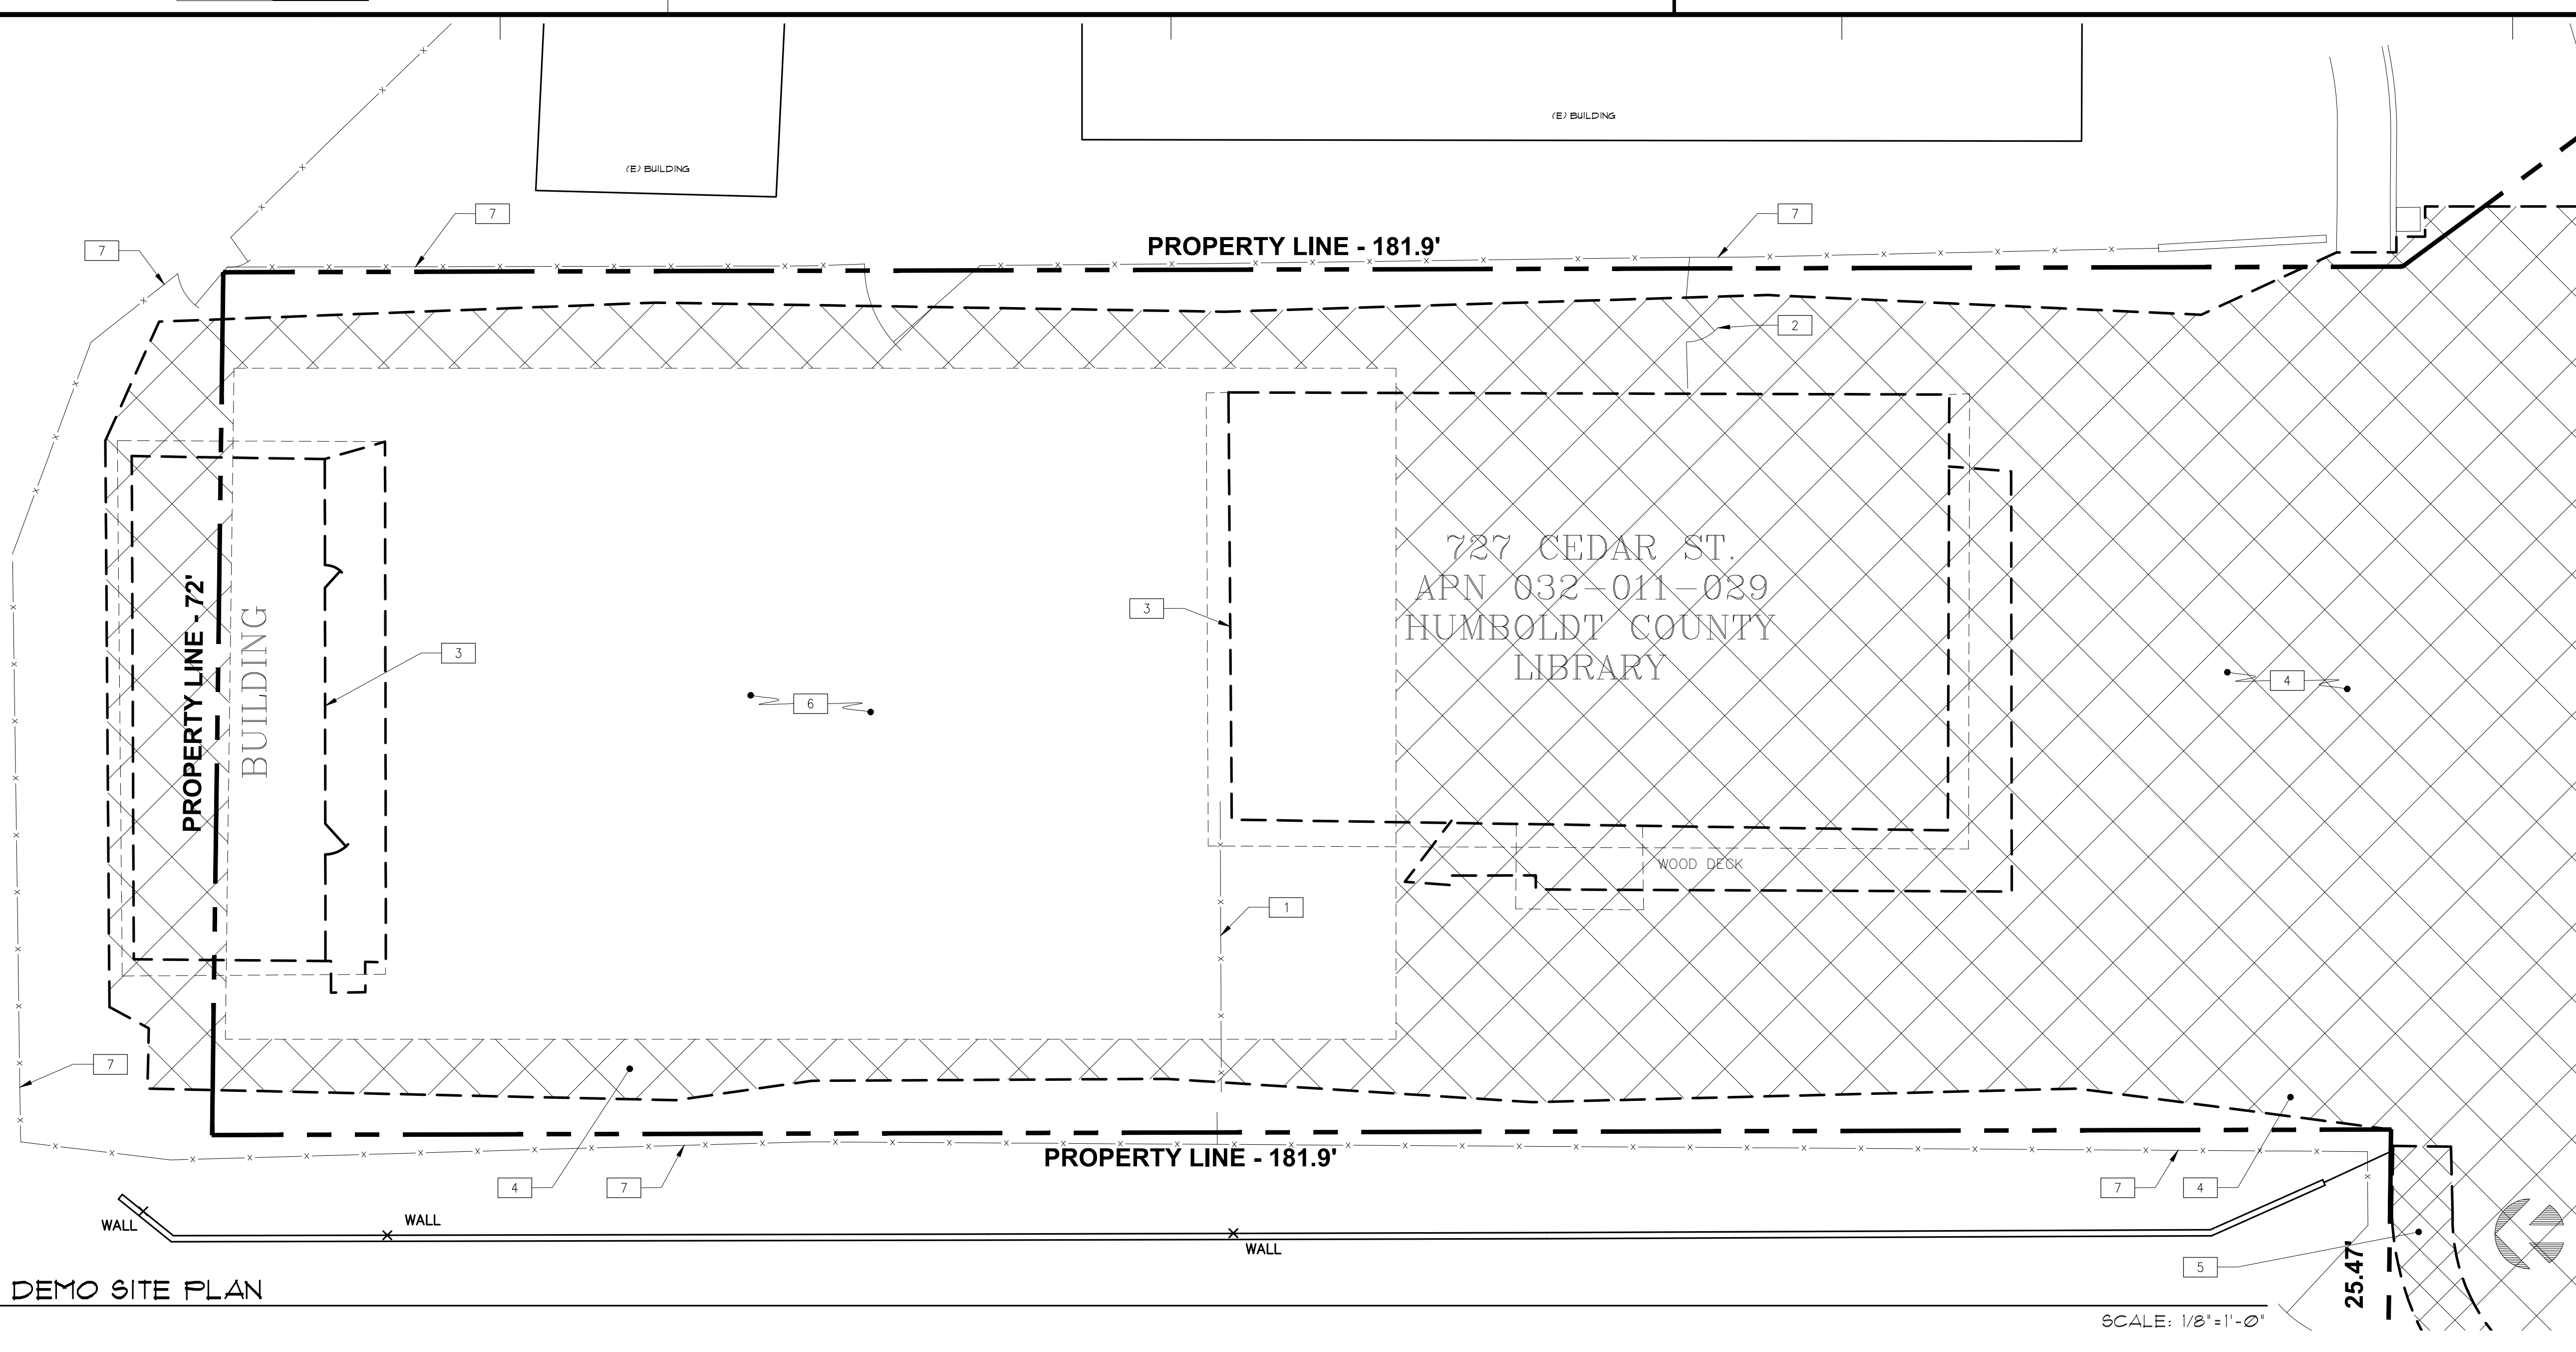 (E) BUILDING
(E) BUILDING
7
7
7
PROPERTY LINE - 181.9'
2
727 CEDAR ST.
APN 032-011-029
HUMBOLDT COUNTY
LIBRARY
3
3
PROPERTY LINE - 72'
BUILDING
6
4
WOOD DECK
1
7
PROPERTY LINE - 181.9'
4
7
7
4
WALL
WALL
WALL
5
25.47'
DEMO SITE PLAN
SCALE: 1/8"=1'-0"